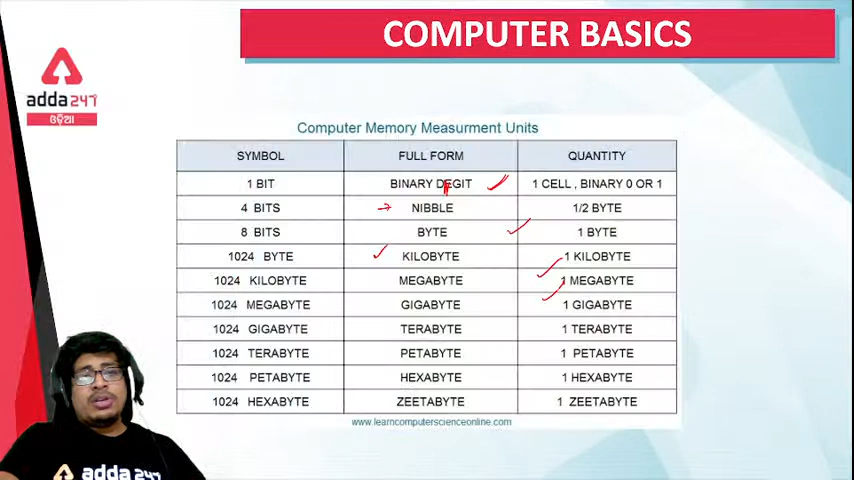 COMPUTER BASICS
adda247
ଓଡ଼ିଆ
Computer Memory Measurment Units
SYMBOL FULL FORM QUANTITY
1 BIT BINARY DEGIT 1 CELL , BINARY 0 OR 1
4 BITS NIBBLE 1/2 BYTE
8 BITS BYTE 1 BYTE
1024 BYTE KILOBYTE 1 KILOBYTE
1024 KILOBYTE MEGABYTE 1 MEGABYTE
1024 MEGABYTE GIGABYTE 1 GIGABYTE
1024 GIGABYTE TERABYTE 1 TERABYTE
1024 TERABYTE PETABYTE 1 PETABYTE
1024 PETABYTE HEXABYTE 1 HEXABYTE
1024 HEXABYTE ZEETABYTE 1 ZEETABYTE
www.learncomputerscienceonline.com
adda247